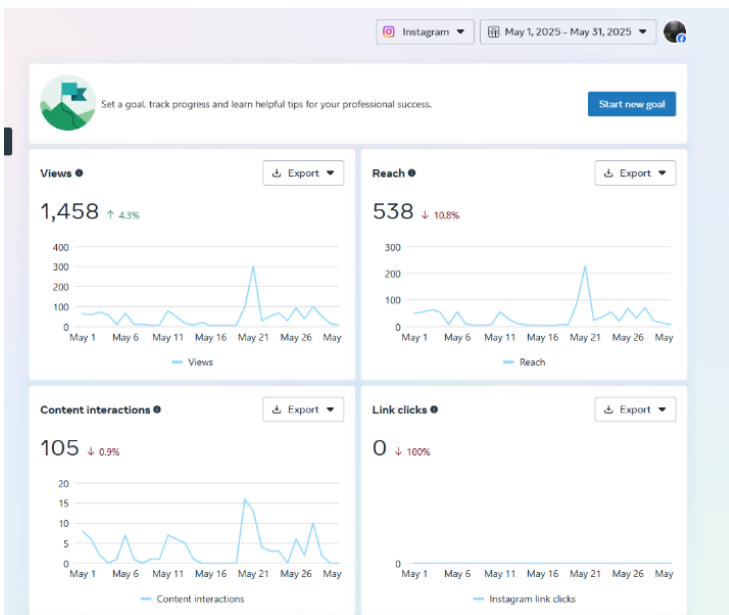 Instagram
May 1, 2025 – May 31, 2025
Set a goal, track progress and learn helpful tips for your professional success.
Start new goal
Views
Export
1,458 ↑ 4.3%
400
300
200
100
0
May 1 May 6 May 11 May 16 May 21 May 26 May
Views
Reach
Export
538 ↓ 10.8%
300
200
100
0
May 1 May 6 May 11 May 16 May 21 May 26 May
Reach
Content interactions
Export
105 ↓ 0.9%
20
15
10
5
0
May 1 May 6 May 11 May 16 May 21 May 26 May
Content interactions
Link clicks
Export
0 ↓ 100%
0
May 1 May 6 May 11 May 16 May 21 May 26 May
Instagram link clicks